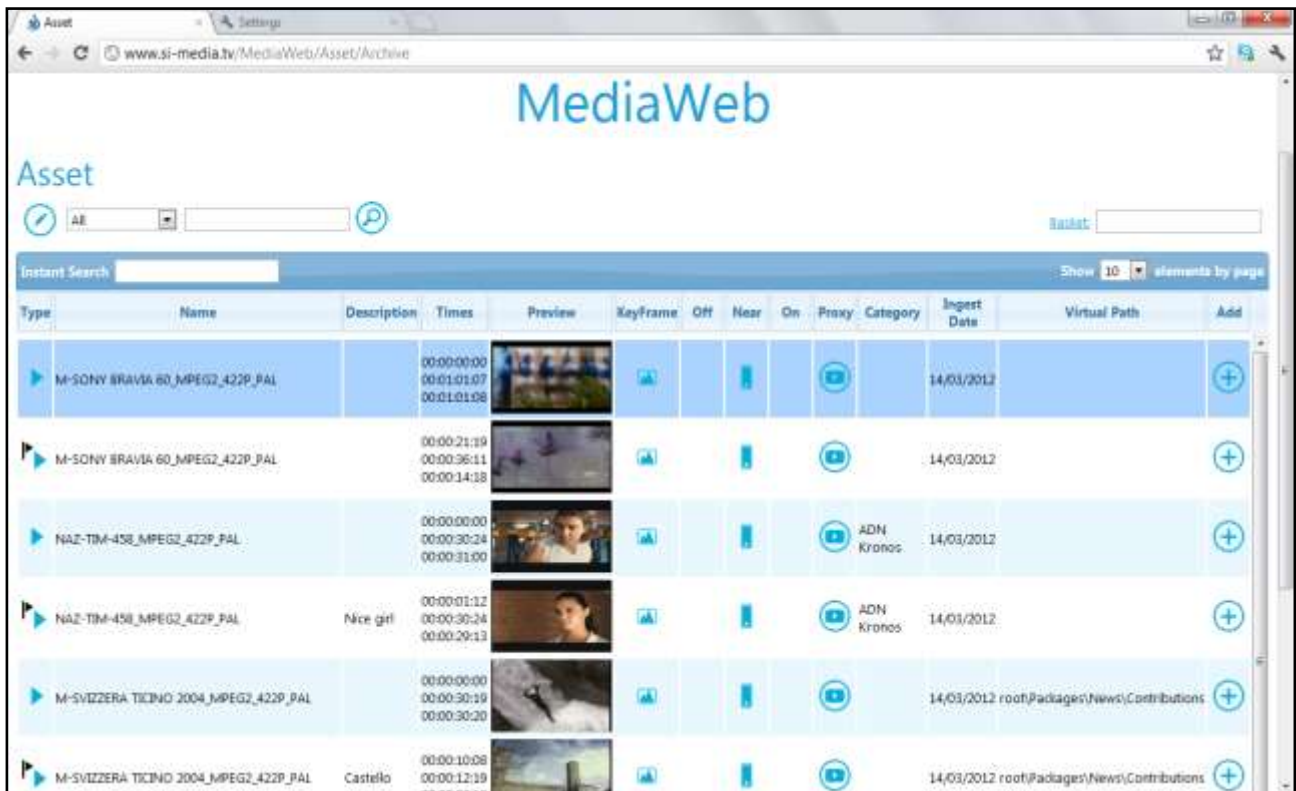 Asset
Settings
www.si-media.tv/MediaWeb/Asset/Archive
MediaWeb
Asset
All
Basket:
Instant Search
Show 10 elements by page
Type Name Description Times Preview KeyFrame Off Near On Proxy Category Ingest Date Virtual Path Add
00:00:00:00
M-SONY BRAVIA 60_MPEG2_422P_PAL 00:01:01:07 14/03/2012
00:01:01:08
00:00:21:19
M-SONY BRAVIA 60_MPEG2_422P_PAL 00:00:36:11 14/03/2012
00:00:14:18
00:00:00:00
NAZ-TIM-458_MPEG2_422P_PAL 00:00:30:24 ADN Kronos 14/03/2012
00:00:31:00
00:00:01:12
NAZ-TIM-458_MPEG2_422P_PAL Nice girl 00:00:30:24 ADN Kronos 14/03/2012
00:00:29:13
00:00:00:00
M-SVIZZERA TICINO 2004_MPEG2_422P_PAL 00:00:30:19 14/03/2012 root\Packages\News\Contributions
00:00:30:20
00:00:10:08
M-SVIZZERA TICINO 2004_MPEG2_422P_PAL Castello 00:00:12:19 14/03/2012 root\Packages\News\Contributions